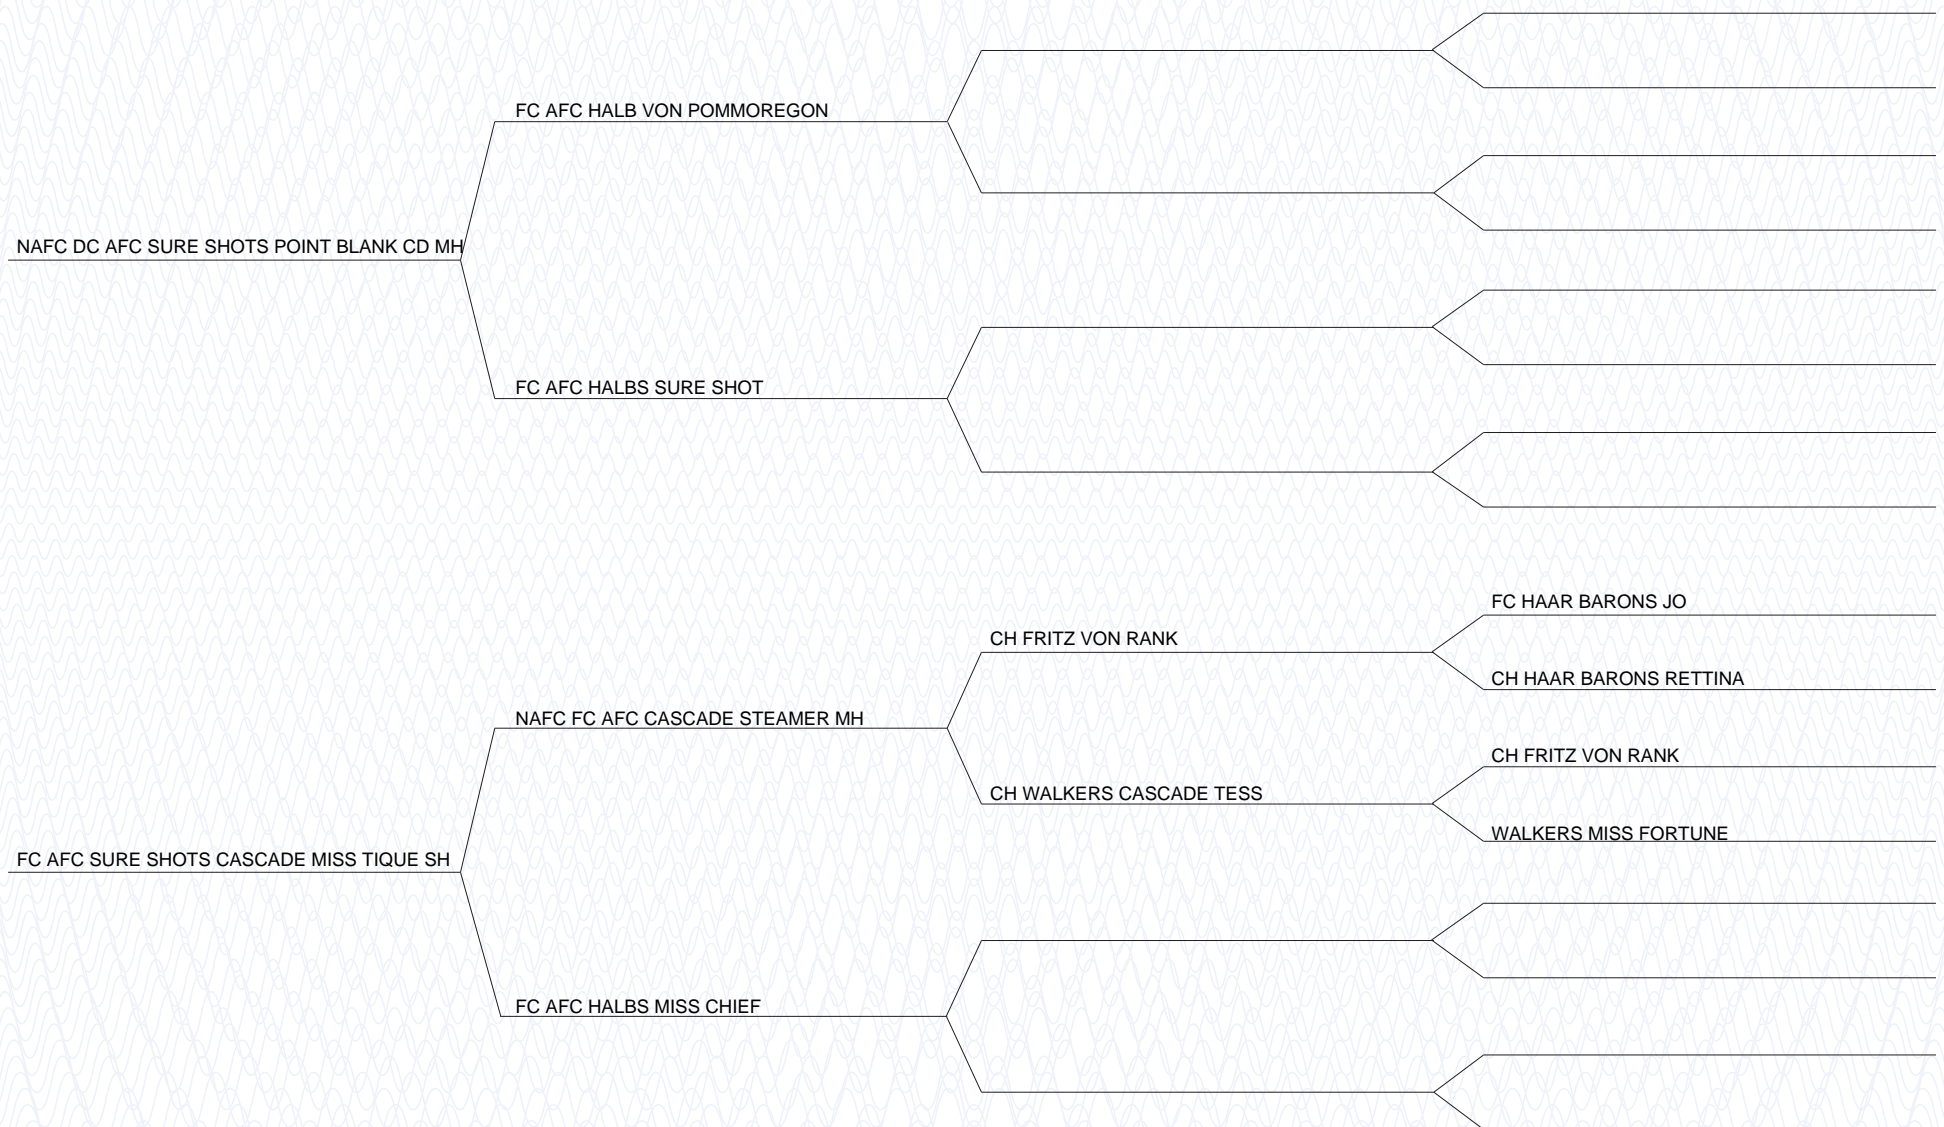 FC AFC HALB VON POMMOREGON
NAFC DC AFC SURE SHOTS POINT BLANK CD MH
FC AFC HALBS SURE SHOT
FC HAAR BARONS JO
CH FRITZ VON RANK
CH HAAR BARONS RETTINA
NAFC FC AFC CASCADE STEAMER MH
CH FRITZ VON RANK
CH WALKERS CASCADE TESS
WALKERS MISS FORTUNE
FC AFC SURE SHOTS CASCADE MISS TIQUE SH
FC AFC HALBS MISS CHIEF